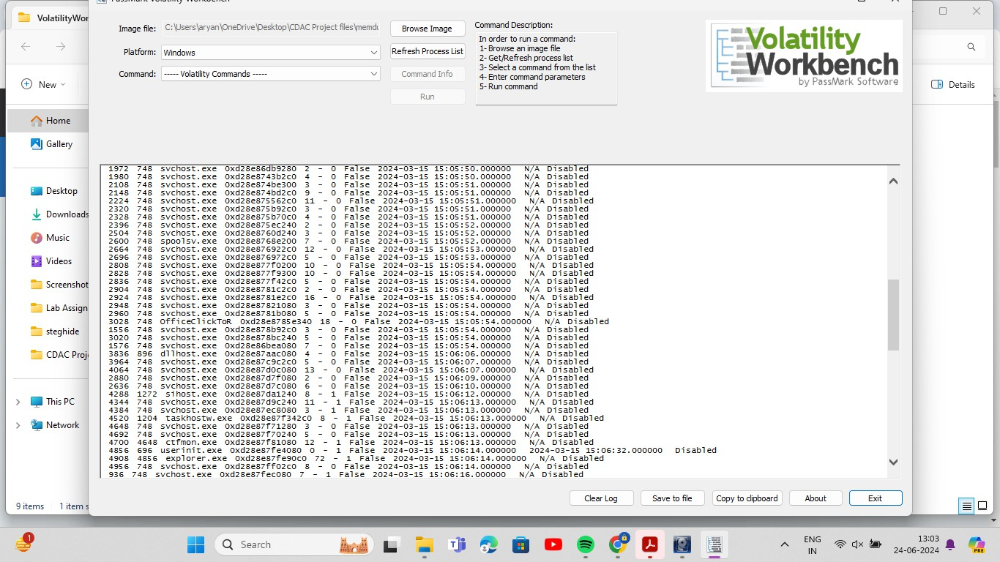 VolatilityWor
PassMark Volatility Workbench
Image file: C:\Users\aryan\OneDrive\Desktop\CDAC Project files\memdu
Browse Image
Platform: Windows
Refresh Process List
Command: ----- Volatility Commands -----
Command Info
Run
Command Description:
In order to run a command:
1- Browse an image file
2- Get/Refresh process list
3- Select a command from the list
4- Enter command parameters
5- Run command
Volatility
Workbench
by PassMark Software
New
Details
Home
Gallery
Desktop
Downloads
Music
Videos
Screenshot
Lab Assign
steghide
CDAC Proj
This PC
Network
9 items 1 item s
1972 748 svchost.exe 0xd28e86db9280 2 - 0 False 2024-03-15 15:05:50.000000 N/A Disabled
1980 748 svchost.exe 0xd28e8743b2c0 4 - 0 False 2024-03-15 15:05:50.000000 N/A Disabled
2108 748 svchost.exe 0xd28e874be300 3 - 0 False 2024-03-15 15:05:51.000000 N/A Disabled
2148 748 svchost.exe 0xd28e874bd2c0 9 - 0 False 2024-03-15 15:05:51.000000 N/A Disabled
2224 748 svchost.exe 0xd28e875562c0 11 - 0 False 2024-03-15 15:05:51.000000 N/A Disabled
2320 748 svchost.exe 0xd28e875b92c0 3 - 0 False 2024-03-15 15:05:51.000000 N/A Disabled
2328 748 svchost.exe 0xd28e875b70c0 4 - 0 False 2024-03-15 15:05:51.000000 N/A Disabled
2396 748 svchost.exe 0xd28e875ec240 2 - 0 False 2024-03-15 15:05:52.000000 N/A Disabled
2504 748 svchost.exe 0xd28e8760d240 3 - 0 False 2024-03-15 15:05:52.000000 N/A Disabled
2600 748 spoolsv.exe 0xd28e8768e200 7 - 0 False 2024-03-15 15:05:52.000000 N/A Disabled
2664 748 svchost.exe 0xd28e876922c0 12 - 0 False 2024-03-15 15:05:53.000000 N/A Disabled
2696 748 svchost.exe 0xd28e876972c0 5 - 0 False 2024-03-15 15:05:53.000000 N/A Disabled
2808 748 svchost.exe 0xd28e877f0200 10 - 0 False 2024-03-15 15:05:54.000000 N/A Disabled
2828 748 svchost.exe 0xd28e877f9300 10 - 0 False 2024-03-15 15:05:54.000000 N/A Disabled
2836 748 svchost.exe 0xd28e877f42c0 5 - 0 False 2024-03-15 15:05:54.000000 N/A Disabled
2904 748 svchost.exe 0xd28e8781c2c0 2 - 0 False 2024-03-15 15:05:54.000000 N/A Disabled
2924 748 svchost.exe 0xd28e8781e2c0 16 - 0 False 2024-03-15 15:05:54.000000 N/A Disabled
2948 748 svchost.exe 0xd28e87821080 3 - 0 False 2024-03-15 15:05:54.000000 N/A Disabled
2960 748 svchost.exe 0xd28e8781b080 5 - 0 False 2024-03-15 15:05:54.000000 N/A Disabled
3028 748 OfficeClickToR 0xd28e8785e340 18 - 0 False 2024-03-15 15:05:54.000000 N/A Disabled
1556 748 svchost.exe 0xd28e878b92c0 3 - 0 False 2024-03-15 15:05:54.000000 N/A Disabled
3020 748 svchost.exe 0xd28e878bc240 5 - 0 False 2024-03-15 15:05:54.000000 N/A Disabled
1576 748 svchost.exe 0xd28e86bea080 7 - 0 False 2024-03-15 15:05:54.000000 N/A Disabled
3836 896 dllhost.exe 0xd28e87aac080 4 - 0 False 2024-03-15 15:06:06.000000 N/A Disabled
3964 748 svchost.exe 0xd28e87c9c2c0 5 - 0 False 2024-03-15 15:06:07.000000 N/A Disabled
4064 748 svchost.exe 0xd28e87d0c080 13 - 0 False 2024-03-15 15:06:07.000000 N/A Disabled
2880 748 svchost.exe 0xd28e87d7f080 2 - 0 False 2024-03-15 15:06:09.000000 N/A Disabled
2636 748 svchost.exe 0xd28e87d7c080 6 - 0 False 2024-03-15 15:06:10.000000 N/A Disabled
4288 1272 sihost.exe 0xd28e87da1240 8 - 1 False 2024-03-15 15:06:12.000000 N/A Disabled
4344 748 svchost.exe 0xd28e87d9c240 11 - 1 False 2024-03-15 15:06:13.000000 N/A Disabled
4384 748 svchost.exe 0xd28e87ec8080 3 - 1 False 2024-03-15 15:06:13.000000 N/A Disabled
4520 1204 taskhostw.exe 0xd28e87f342c0 8 - 1 False 2024-03-15 15:06:13.000000 N/A Disabled
4648 748 svchost.exe 0xd28e87f71280 3 - 0 False 2024-03-15 15:06:13.000000 N/A Disabled
4692 748 svchost.exe 0xd28e87f70240 5 - 0 False 2024-03-15 15:06:13.000000 N/A Disabled
4700 4648 ctfmon.exe 0xd28e87f81080 12 - 1 False 2024-03-15 15:06:13.000000 N/A Disabled
4856 696 userinit.exe 0xd28e87fe4080 0 - 1 False 2024-03-15 15:06:14.000000 2024-03-15 15:06:32.000000 Disabled
4908 4856 explorer.exe 0xd28e87fe90c0 72 - 1 False 2024-03-15 15:06:14.000000 N/A Disabled
4956 748 svchost.exe 0xd28e87ff02c0 8 - 0 False 2024-03-15 15:06:14.000000 N/A Disabled
936 748 svchost.exe 0xd28e87fec080 7 - 1 False 2024-03-15 15:06:16.000000 N/A Disabled
Clear Log
Save to file
Copy to clipboard
About
Exit
1
Search
ENG
IN
13:03
24-06-2024
PRE